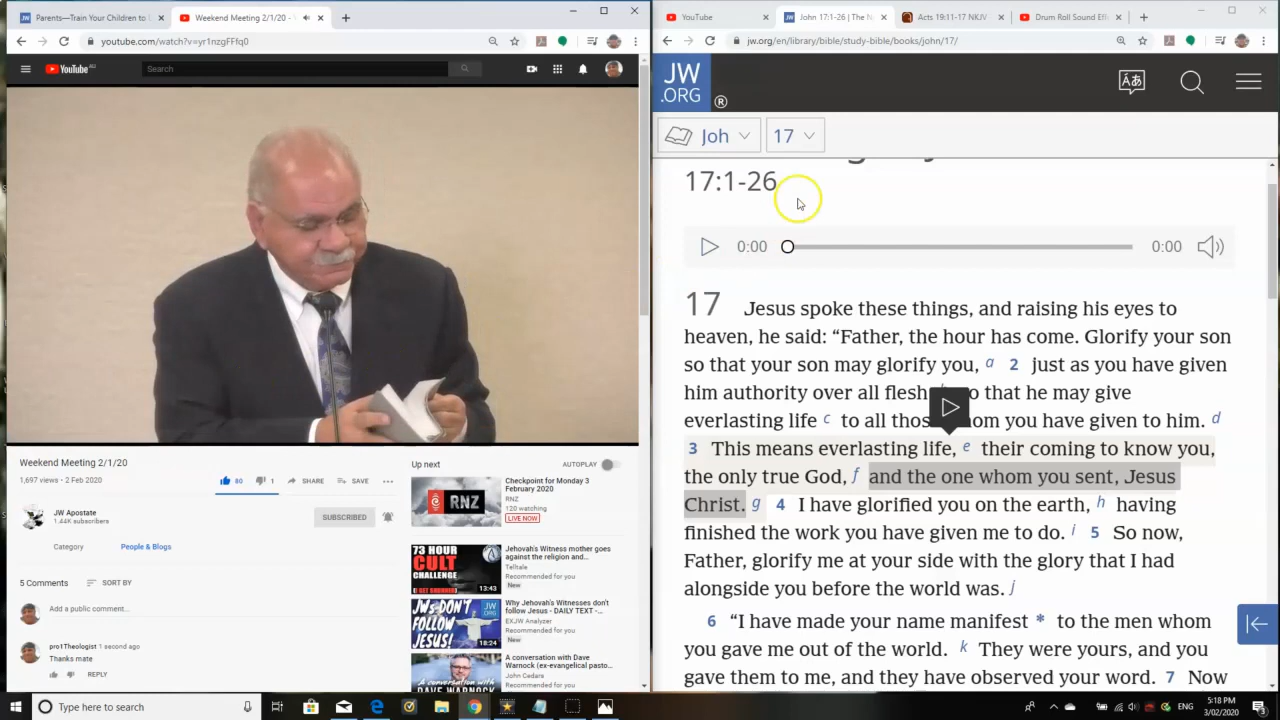 Parents—Train Your Children to L
Weekend Meeting 2/1/20 -
youtube.com/watch?v=yr1nzgFFfq0
YouTube
Search
Weekend Meeting 2/1/20
1,697 views • 2 Feb 2020
80
1
SHARE
SAVE
JW Apostate
1.44K subscribers
SUBSCRIBED
Category
People & Blogs
5 Comments
SORT BY
Add a public comment...
pro1Theologist 1 second ago
Thanks mate
REPLY
Up next
AUTOPLAY
RNZ
Checkpoint for Monday 3
February 2020
RNZ
120 watching
LIVE NOW
73 HOUR
CULT
CHALLENGE
13:43
Jehovah's Witness mother goes
against the religion and...
Telltale
Recommended for you
New
JWs DON'T
FOLLOW
JESUS!
JW.ORG
18:24
Why Jehovah's Witnesses don't
follow Jesus - DAILY TEXT -...
EXJW Analyzer
Recommended for you
New
A conversation with
DAVE WARNOCK
A conversation with Dave
Warnock (ex-evangelical pasto...
John Cedars
Recommended for you
YouTube
John 17:1-26 | The N
Acts 19:11-17 NKJV -
Drum Roll Sound Ef
jw.org/en/library/bible/study-bible/books/john/17/
JW
.ORG
®
Joh
17
17:1-26
0:00
0:00
17 Jesus spoke these things, and raising his eyes to
heaven, he said: “Father, the hour has come. Glorify your son
so that your son may glorify you, a 2 just as you have given
him authority over all flesh so that he may give
everlasting life c to all those whom you have given to him. d
3 This means everlasting life, e their coming to know you,
the only true God, f and the one whom you sent, Jesus
Christ. g 4 I have glorified you on the earth, h having
finished the work you have given me to do. i 5 So now,
Father, glorify me at your side with the glory that I had
alongside you before the world was. j
6 “I have made your name manifest * to the men whom
you gave me out of the world. k They were yours, and you
gave them to me, and they have observed your word. 7 Now
Type here to search
ENG
5:18 PM
3/02/2020